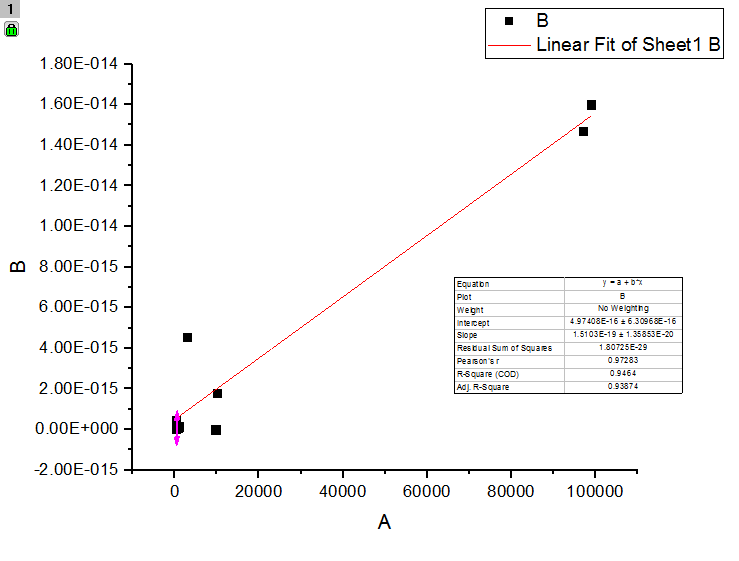 1
B
Linear Fit of Sheet1 B
1.80E-014
1.60E-014
1.40E-014
1.20E-014
1.00E-014
8.00E-015
6.00E-015
4.00E-015
2.00E-015
0.00E+000
-2.00E-015
B
0 20000 40000 60000 80000 100000
A
Equation y = a + b*x
Plot B
Weight No Weighting
Intercept 4.97408E-16 ± 6.30968E-16
Slope 1.5103E-19 ± 1.35853E-20
Residual Sum of Squares 1.80725E-29
Pearson's r 0.97283
R-Square (COD) 0.9464
Adj. R-Square 0.93874